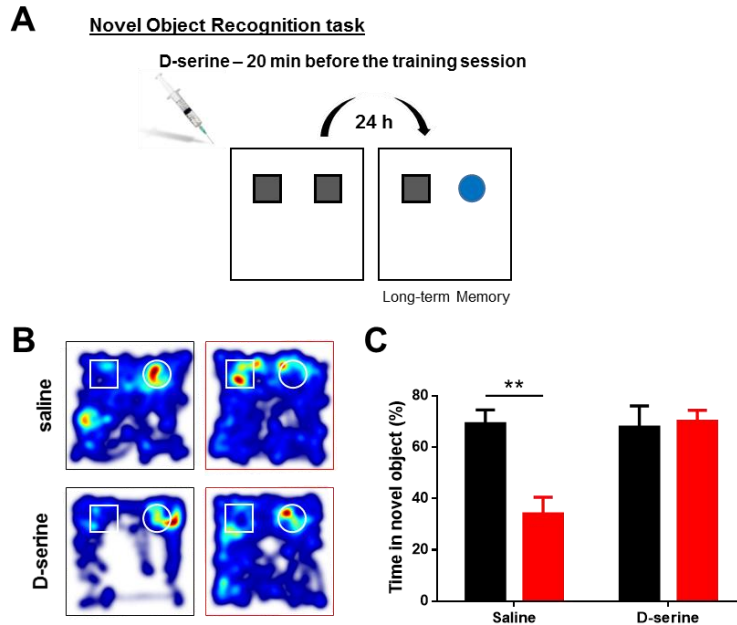 A
Novel Object Recognition task
D-serine – 20 min before the training session
24 h
Long-term Memory
B
saline
D-serine
C
Time in novel object (%)
80
60
40
20
0
**
Saline
D-serine